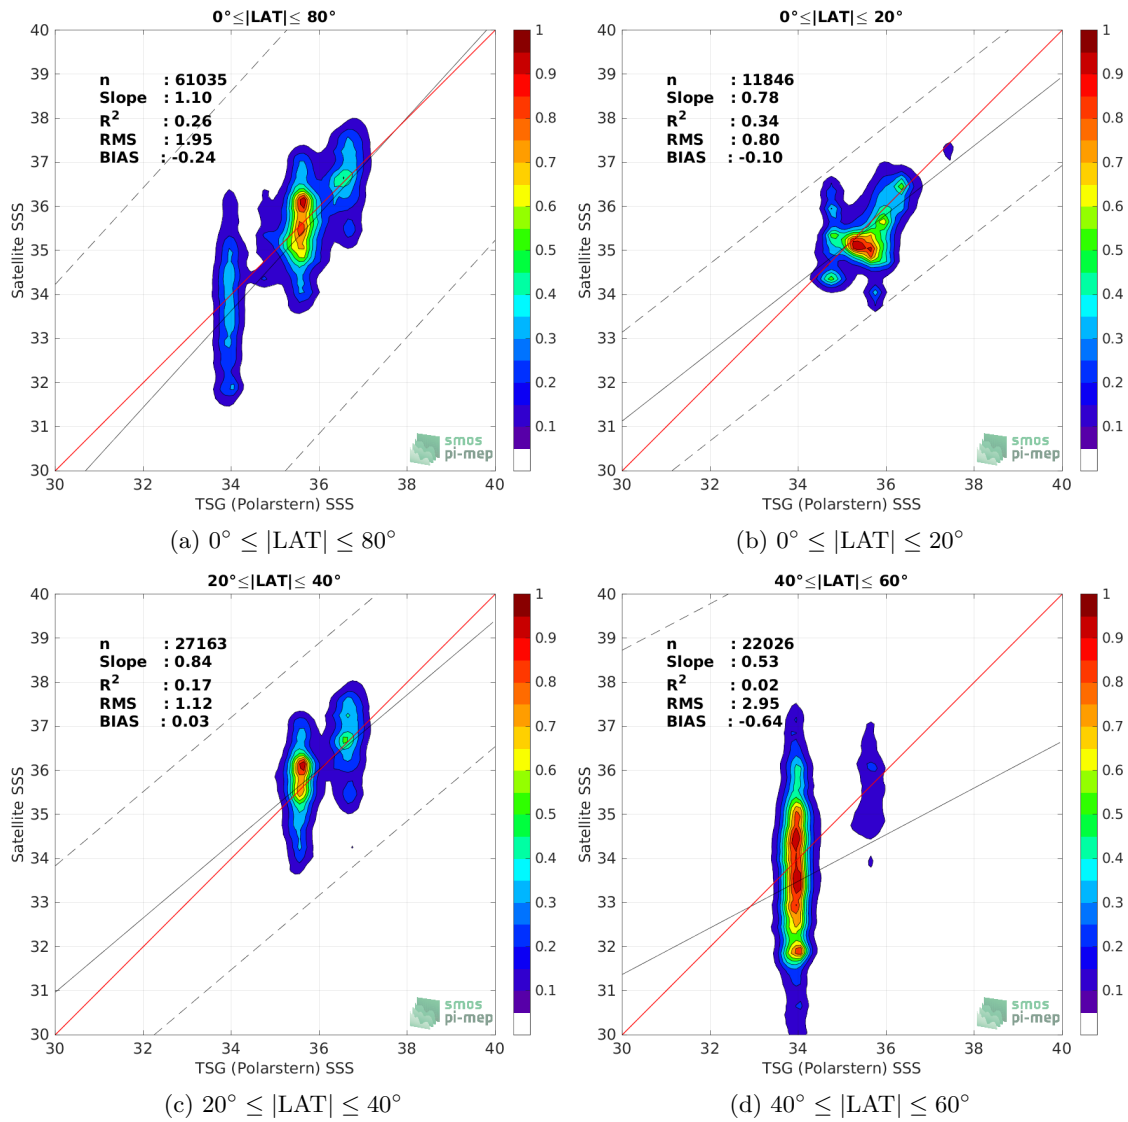 0°≤|LAT|≤ 80°
n : 61035
Slope : 1.10
R2 : 0.26
RMS : 1.95
BIAS : -0.24
Satellite SSS
40
39
38
37
36
35
34
33
32
31
30
30 32 34 36 38 40
TSG (Polarstern) SSS
1
0.9
0.8
0.7
0.6
0.5
0.4
0.3
0.2
0.1
smos
pi-mep
(a) 0° ≤ |LAT| ≤ 80°
0°≤|LAT|≤ 20°
n : 11846
Slope : 0.78
R2 : 0.34
RMS : 0.80
BIAS : -0.10
Satellite SSS
40
39
38
37
36
35
34
33
32
31
30
30 32 34 36 38 40
TSG (Polarstern) SSS
1
0.9
0.8
0.7
0.6
0.5
0.4
0.3
0.2
0.1
smos
pi-mep
(b) 0° ≤ |LAT| ≤ 20°
20°≤|LAT|≤ 40°
n : 27163
Slope : 0.84
R2 : 0.17
RMS : 1.12
BIAS : 0.03
Satellite SSS
40
39
38
37
36
35
34
33
32
31
30
30 32 34 36 38 40
TSG (Polarstern) SSS
1
0.9
0.8
0.7
0.6
0.5
0.4
0.3
0.2
0.1
smos
pi-mep
(c) 20° ≤ |LAT| ≤ 40°
40°≤|LAT|≤ 60°
n : 22026
Slope : 0.53
R2 : 0.02
RMS : 2.95
BIAS : -0.64
Satellite SSS
40
39
38
37
36
35
34
33
32
31
30
30 32 34 36 38 40
TSG (Polarstern) SSS
1
0.9
0.8
0.7
0.6
0.5
0.4
0.3
0.2
0.1
smos
pi-mep
(d) 40° ≤ |LAT| ≤ 60°